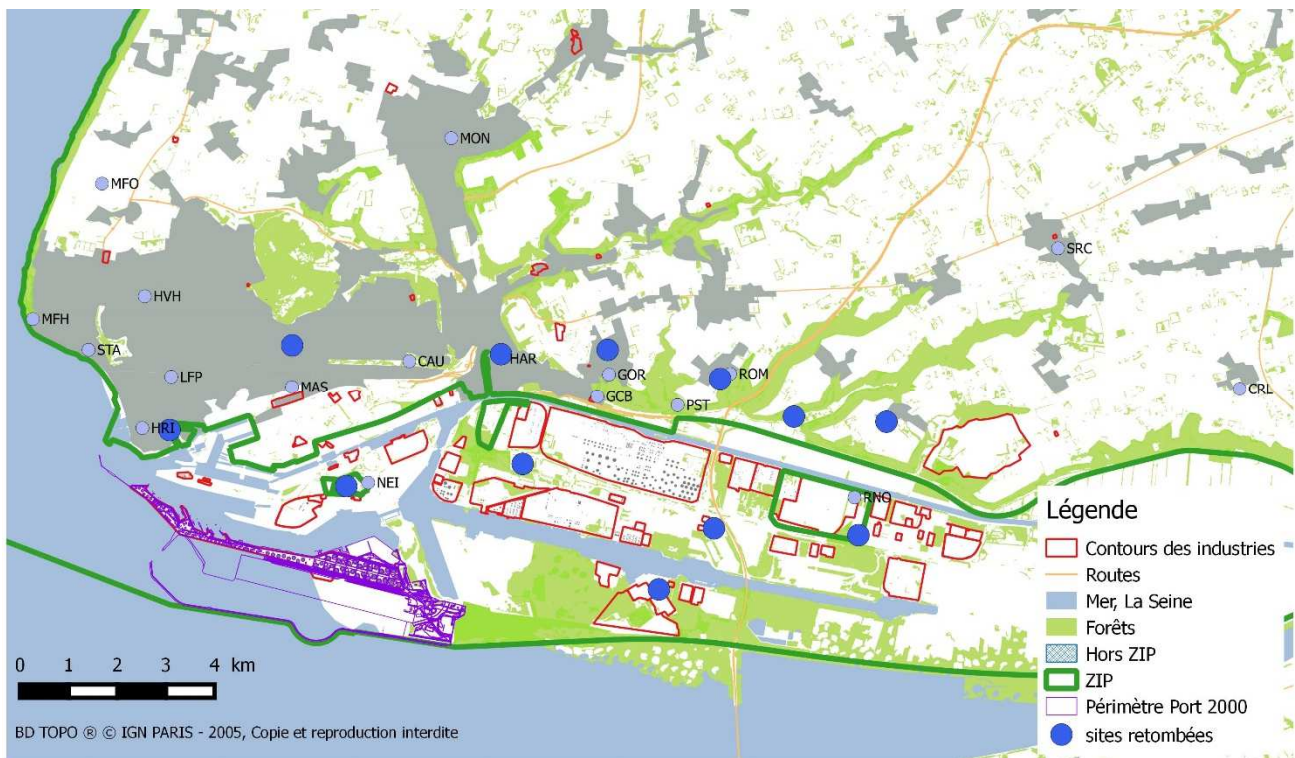 MON
MFO
SRC
HVH
MFH
STA
CAU
HAR
LFP
MAS
GOR
ROM
GCB
PST
CRL
HRI
NEI
RNO
Légende
Contours des industries
Routes
Mer, La Seine
Forêts
Hors ZIP
ZIP
Périmètre Port 2000
sites retombées
0 1 2 3 4 km
BD TOPO ® © IGN PARIS - 2005, Copie et reproduction interdite